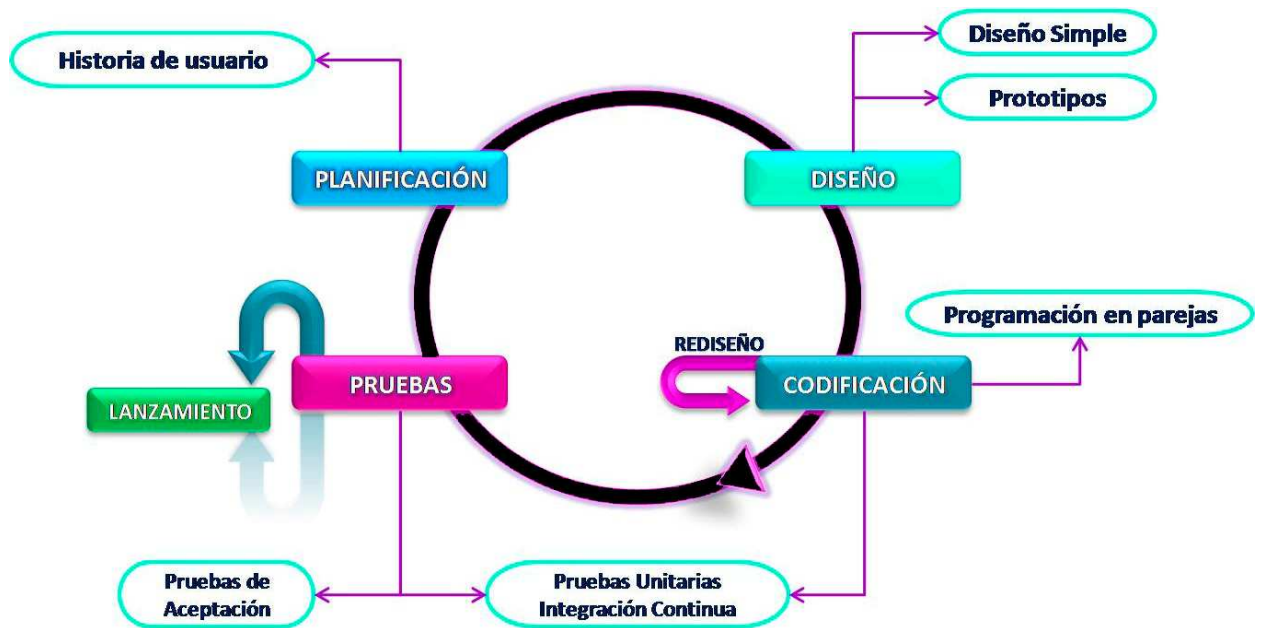 Diseño Simple
Historia de usuario
Prototipos
PLANIFICACIÓN
DISEÑO
Programación en parejas
REDISEÑO
PRUEBAS
CODIFICACIÓN
LANZAMIENTO
Pruebas de
Aceptación
Pruebas Unitarias
Integración Continua